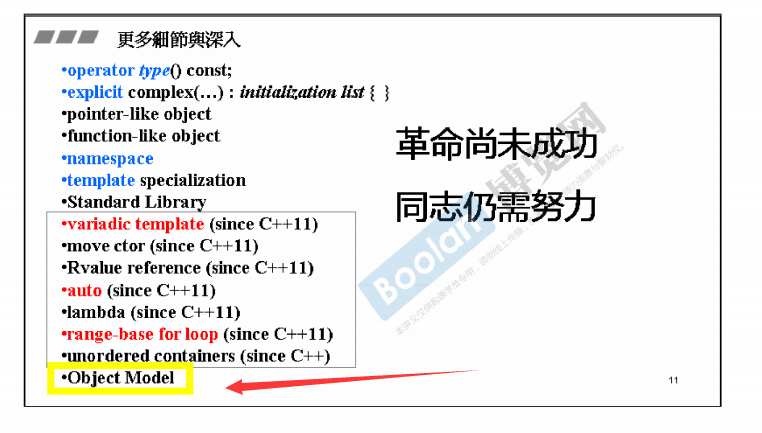 更多細節與深入
•operator type() const;
•explicit complex(…) : initialization list { }
•pointer-like object
•function-like object
•namespace
•template specialization
•Standard Library
•variadic template (since C++11)
•move ctor (since C++11)
•Rvalue reference (since C++11)
•auto (since C++11)
•lambda (since C++11)
•range-base for loop (since C++11)
•unordered containers (since C++)
•Object Model
革命尚未成功
同志仍需努力
Boolan 博览网
11